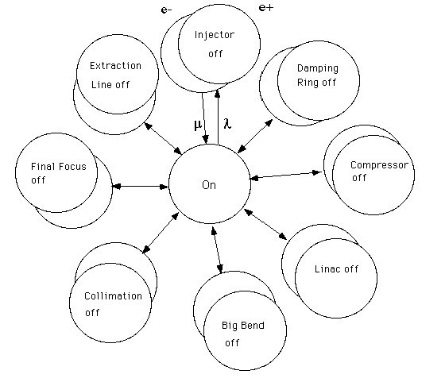 e-
e+
Injector
off
Extraction
Line off
Damping
Ring off
μ
λ
Final Focus
off
On
Compressor
off
Linac off
Collimation
off
Big Bend
off